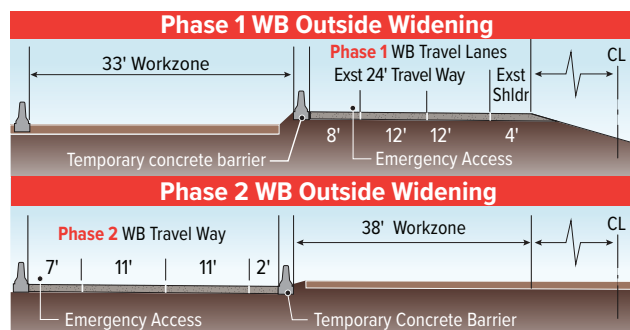 Phase 1 WB Outside Widening
Phase 1 WB Travel Lanes
33' Workzone
Exst 24' Travel Way
Exst
Shldr
CL
8'
12'
12'
4'
Temporary concrete barrier
Emergency Access
Phase 2 WB Outside Widening
Phase 2 WB Travel Way
38' Workzone
CL
7'
11'
11'
2'
Emergency Access
Temporary Concrete Barrier